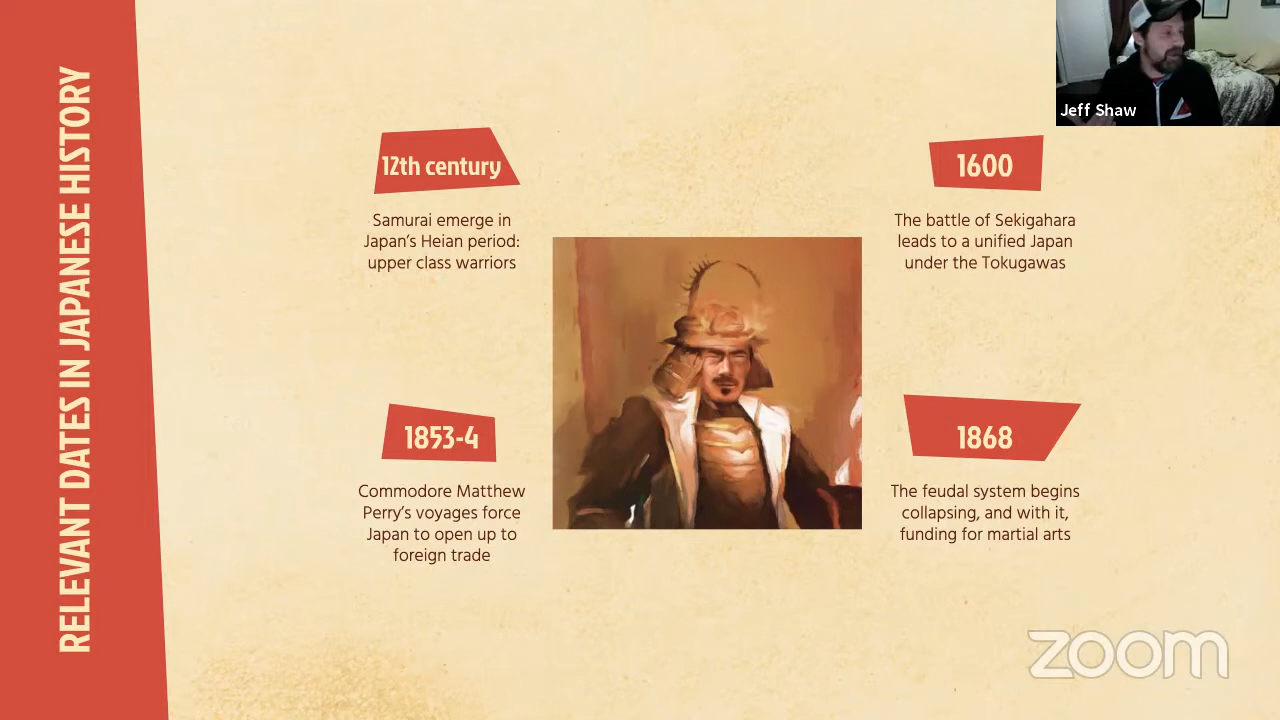 RELEVANT DATES IN JAPANESE HISTORY
Jeff Shaw
12th century
Samurai emerge in
Japan's Heian period:
upper class warriors
1600
The battle of Sekigahara
leads to a unified Japan
under the Tokugawas
1853-4
Commodore Matthew
Perry's voyages force
Japan to open up to
foreign trade
1868
The feudal system begins
collapsing, and with it,
funding for martial arts
zoom